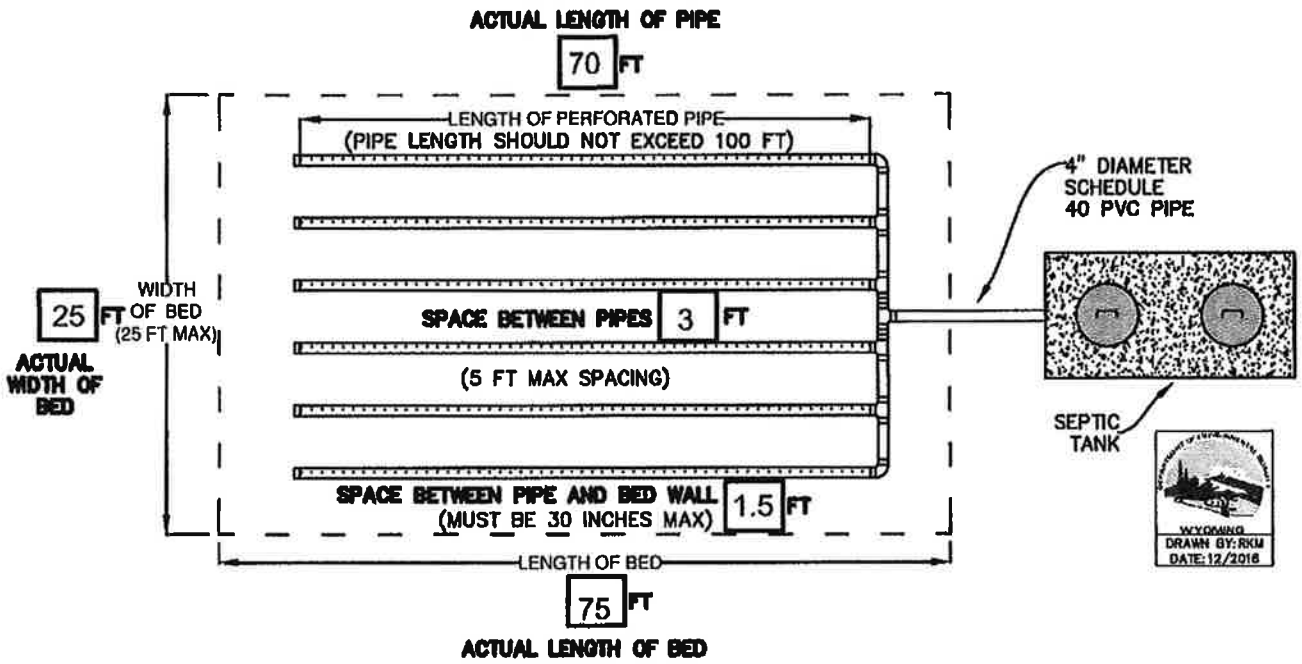 ACTUAL LENGTH OF PIPE
70 FT
LENGTH OF PERFORATED PIPE
(PIPE LENGTH SHOULD NOT EXCEED 100 FT)
4" DIAMETER
SCHEDULE
40 PVC PIPE
25 FT
ACTUAL
WIDTH OF
BED
WIDTH
OF BED
(25 FT MAX)
SPACE BETWEEN PIPES 3 FT
(5 FT MAX SPACING)
SEPTIC
TANK
SPACE BETWEEN PIPE AND BED WALL 1.5 FT
(MUST BE 30 INCHES MAX)
LENGTH OF BED
75 FT
ACTUAL LENGTH OF BED
DEPARTMENT OF ENVIRONMENTAL QUALITY
WYOMING
DRAWN BY: RKM
DATE: 12/2016